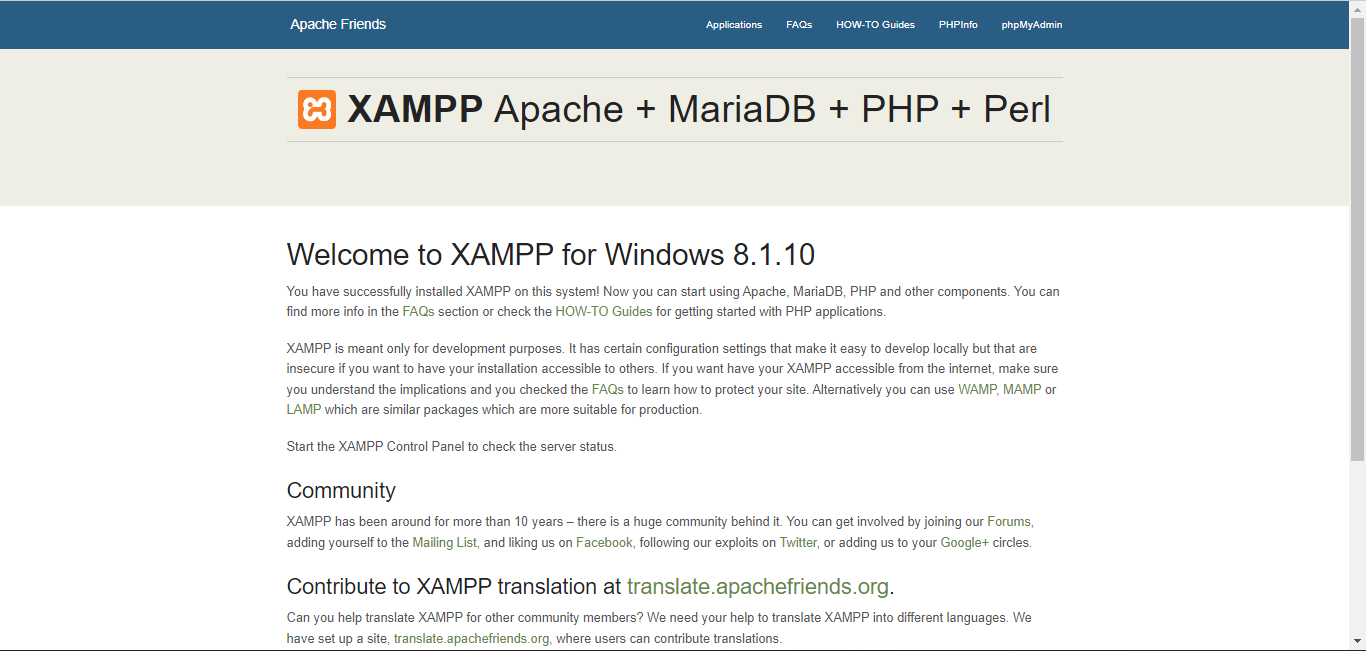 Apache Friends
Applications
FAQs
HOW-TO Guides
PHPInfo
phpMyAdmin
XAMPP Apache + MariaDB + PHP + Perl
Welcome to XAMPP for Windows 8.1.10
You have successfully installed XAMPP on this system! Now you can start using Apache, MariaDB, PHP and other components. You can
find more info in the FAQs section or check the HOW-TO Guides for getting started with PHP applications.
XAMPP is meant only for development purposes. It has certain configuration settings that make it easy to develop locally but that are
insecure if you want to have your installation accessible to others. If you want have your XAMPP accessible from the internet, make sure
you understand the implications and you checked the FAQs to learn how to protect your site. Alternatively you can use WAMP, MAMP or
LAMP which are similar packages which are more suitable for production.
Start the XAMPP Control Panel to check the server status.
Community
XAMPP has been around for more than 10 years – there is a huge community behind it. You can get involved by joining our Forums,
adding yourself to the Mailing List, and liking us on Facebook, following our exploits on Twitter, or adding us to your Google+ circles.
Contribute to XAMPP translation at translate.apachefriends.org.
Can you help translate XAMPP for other community members? We need your help to translate XAMPP into different languages. We
have set up a site, translate.apachefriends.org, where users can contribute translations.